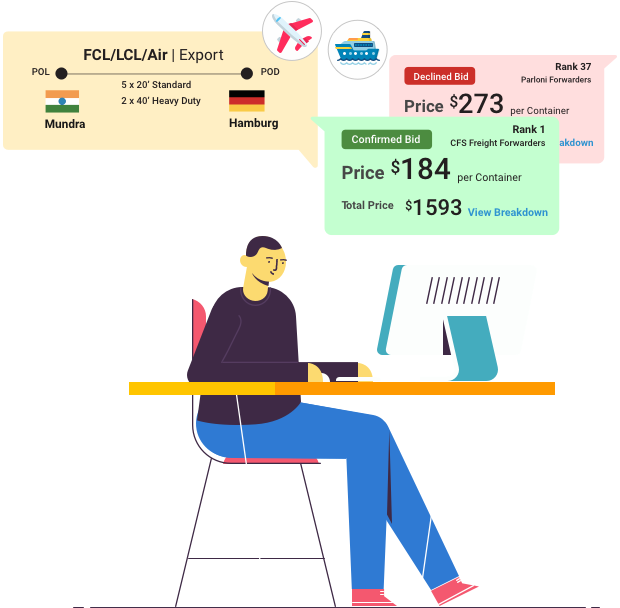 FCL/LCL/Air | Export
POL
POD
5 x 20' Standard
2 x 40' Heavy Duty
Mundra
Hamburg
Declined Bid
Rank 37
Parloni Forwarders
Price $273 per Container
akdown
Confirmed Bid
Rank 1
CFS Freight Forwarders
Price $184 per Container
Total Price $1593 View Breakdown